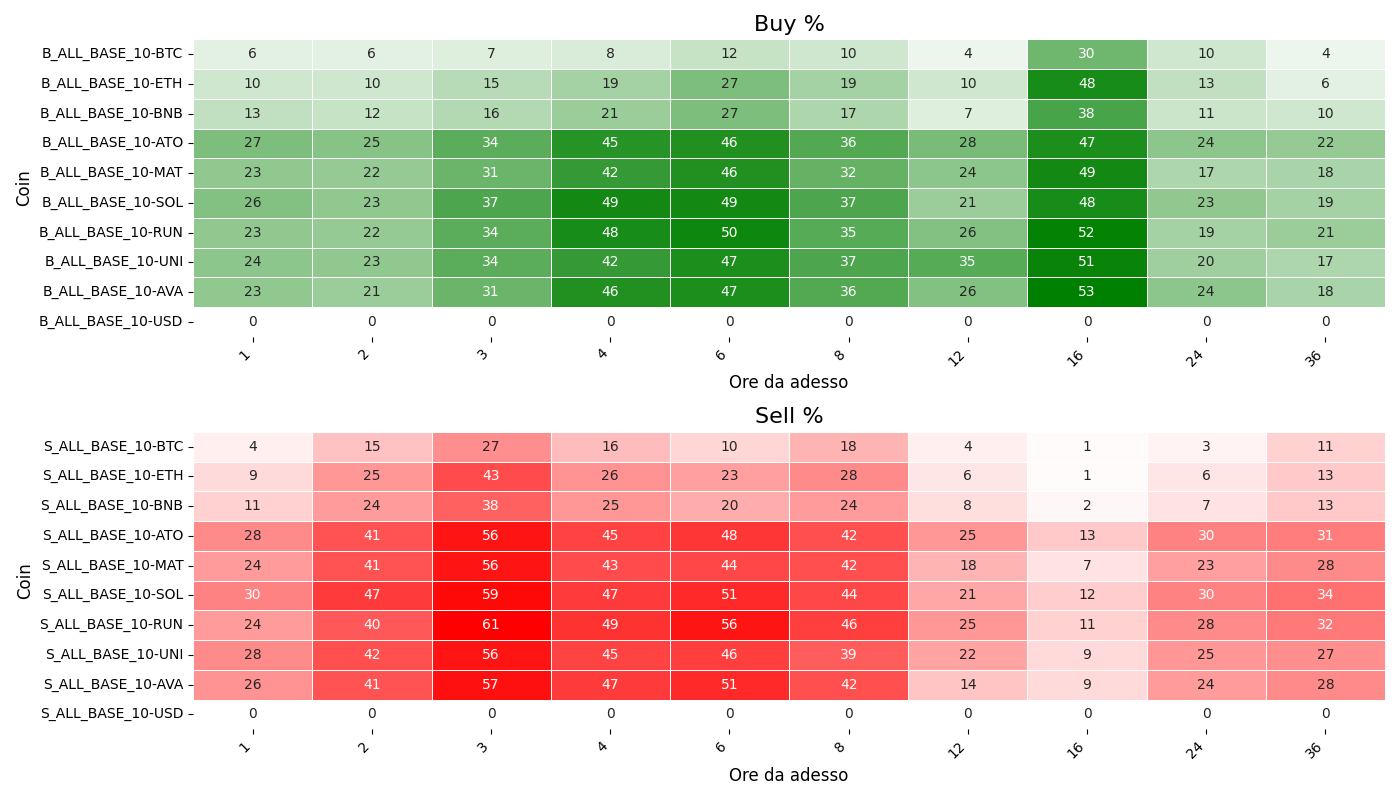 Buy %
Coin
B_ALL_BASE_10-BTC 6 6 7 8 12 10 4 30 10 4
B_ALL_BASE_10-ETH 10 10 15 19 27 19 10 48 13 6
B_ALL_BASE_10-BNB 13 12 16 21 27 17 7 38 11 10
B_ALL_BASE_10-ATO 27 25 34 45 46 36 28 47 24 22
B_ALL_BASE_10-MAT 23 22 31 42 46 32 24 49 17 18
B_ALL_BASE_10-SOL 26 23 37 49 49 37 21 48 23 19
B_ALL_BASE_10-RUN 23 22 34 48 50 35 26 52 19 21
B_ALL_BASE_10-UNI 24 23 34 42 47 37 35 51 20 17
B_ALL_BASE_10-AVA 23 21 31 46 47 36 26 53 24 18
B_ALL_BASE_10-USD 0 0 0 0 0 0 0 0 0 0
1 2 3 4 6 8 12 16 24 36
Ore da adesso
Sell %
Coin
S_ALL_BASE_10-BTC 4 15 27 16 10 18 4 1 3 11
S_ALL_BASE_10-ETH 9 25 43 26 23 28 6 1 6 13
S_ALL_BASE_10-BNB 11 24 38 25 20 24 8 2 7 13
S_ALL_BASE_10-ATO 28 41 56 45 48 42 25 13 30 31
S_ALL_BASE_10-MAT 24 41 56 43 44 42 18 7 23 28
S_ALL_BASE_10-SOL 30 47 59 47 51 44 21 12 30 34
S_ALL_BASE_10-RUN 24 40 61 49 56 46 25 11 28 32
S_ALL_BASE_10-UNI 28 42 56 45 46 39 22 9 25 27
S_ALL_BASE_10-AVA 26 41 57 47 51 42 14 9 24 28
S_ALL_BASE_10-USD 0 0 0 0 0 0 0 0 0 0
1 2 3 4 6 8 12 16 24 36
Ore da adesso